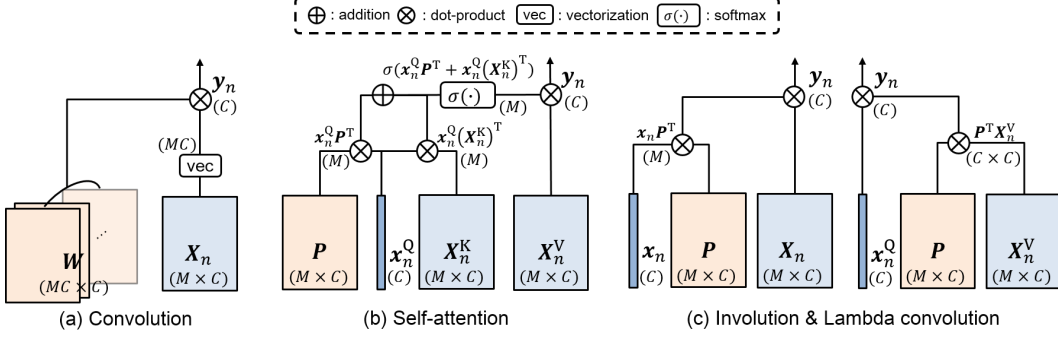 ⊕ : addition ⊗ : dot-product vec : vectorization σ(·) : softmax
y_n
(C)
(MC)
vec
W
(MC × C)
...
X_n
(M × C)
(a) Convolution
σ(x_n^Q P^T + x_n^Q (X_n^K)^T)
σ(·)
(M)
y_n
(C)
x_n^Q P^T
(M)
x_n^Q (X_n^K)^T
(M)
P
(M × C)
x_n^Q
(C)
X_n^K
(M × C)
X_n^V
(M × C)
(b) Self-attention
y_n
(C)
x_n P^T
(M)
x_n
(C)
P
(M × C)
X_n
(M × C)
y_n
(C)
P^T X_n^V
(C × C)
x_n^Q
(C)
P
(M × C)
X_n^V
(M × C)
(c) Involution & Lambda convolution